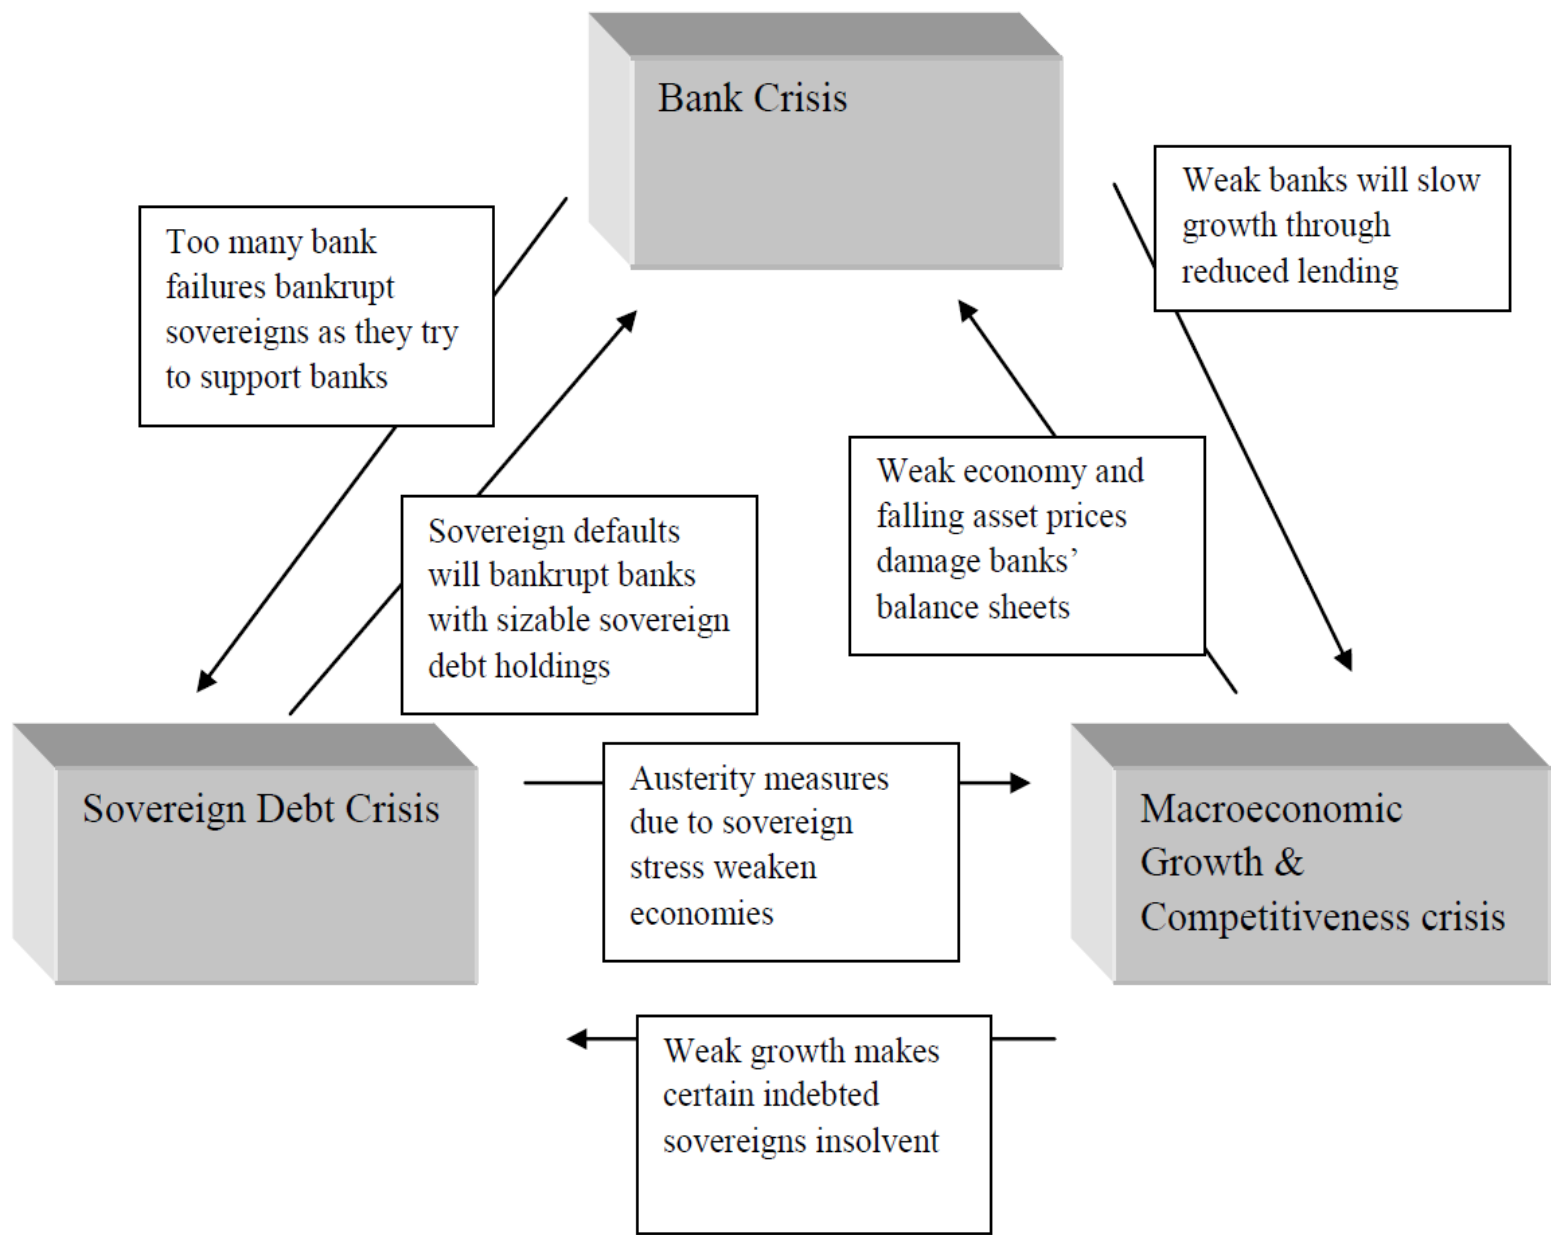 Bank Crisis
Weak banks will slow
growth through
reduced lending
Too many bank
failures bankrupt
sovereigns as they try
to support banks
Weak economy and
falling asset prices
damage banks’
balance sheets
Sovereign defaults
will bankrupt banks
with sizable sovereign
debt holdings
Sovereign Debt Crisis
Austerity measures
due to sovereign
stress weaken
economies
Macroeconomic
Growth &
Competitiveness crisis
Weak growth makes
certain indebted
sovereigns insolvent